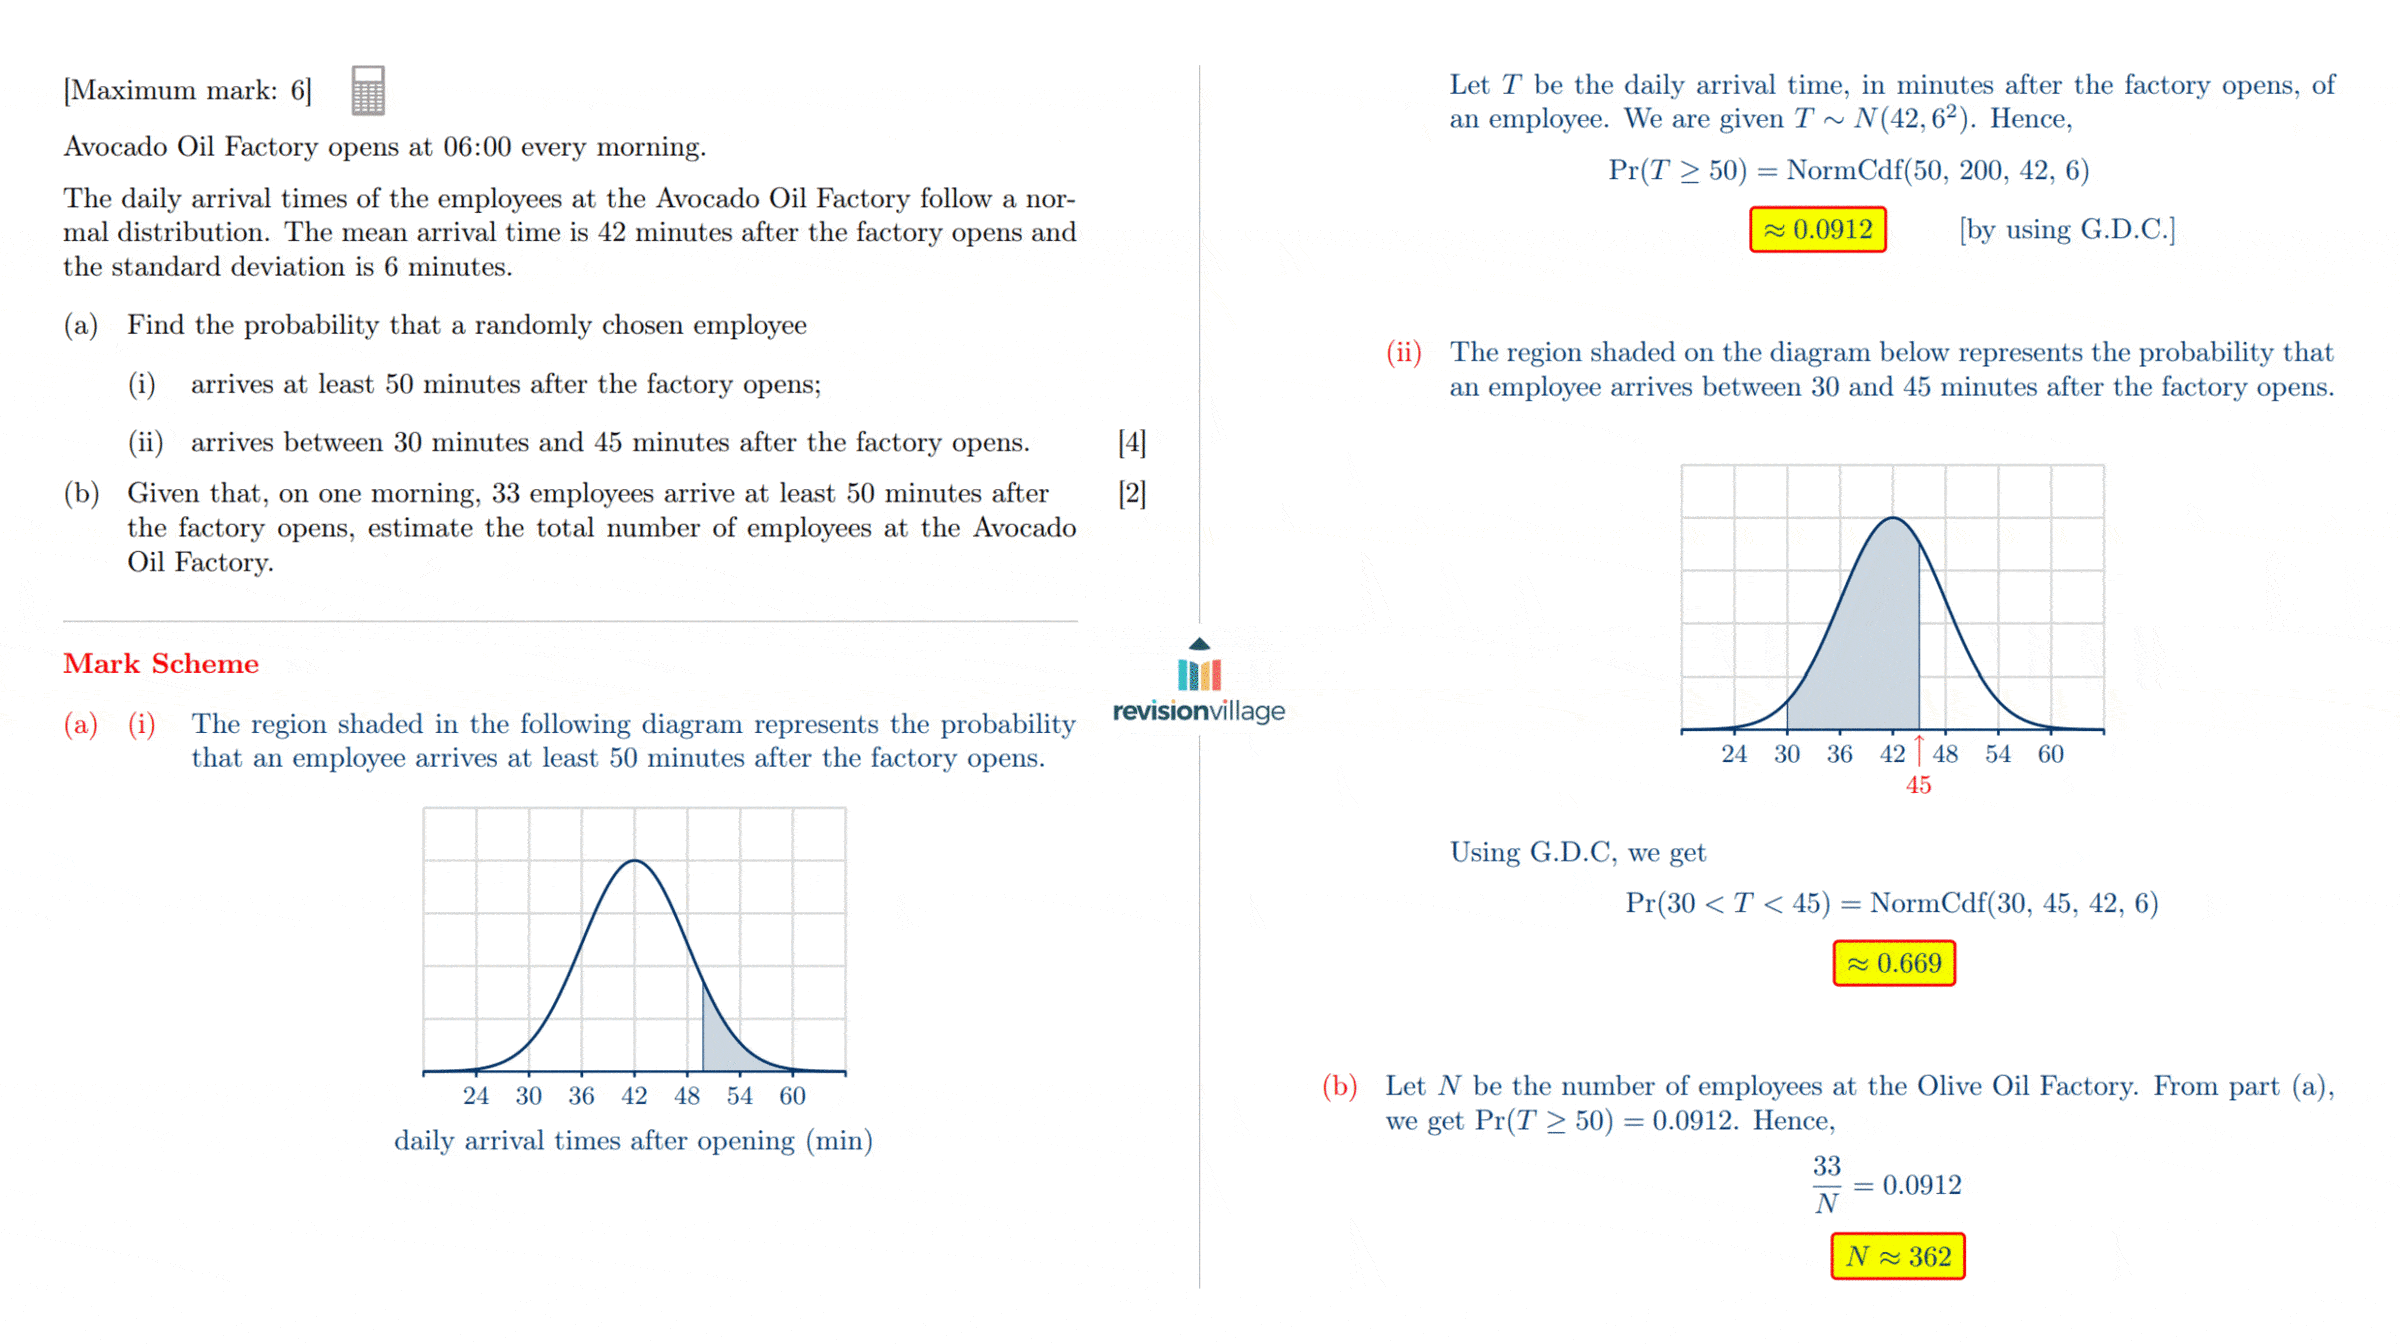 [Maximum mark: 6]
Avocado Oil Factory opens at 06:00 every morning.
The daily arrival times of the employees at the Avocado Oil Factory follow a nor-
mal distribution. The mean arrival time is 42 minutes after the factory opens and
the standard deviation is 6 minutes.
(a) Find the probability that a randomly chosen employee
(i) arrives at least 50 minutes after the factory opens;
(ii) arrives between 30 minutes and 45 minutes after the factory opens. [4]
(b) Given that, on one morning, 33 employees arrive at least 50 minutes after [2]
the factory opens, estimate the total number of employees at the Avocado
Oil Factory.
Mark Scheme
(a) (i) The region shaded in the following diagram represents the probability
that an employee arrives at least 50 minutes after the factory opens.
24 30 36 42 48 54 60
daily arrival times after opening (min)
revisionvillage
Let T be the daily arrival time, in minutes after the factory opens, of
an employee. We are given T ∼ N(42, 6²). Hence,
Pr(T ≥ 50) = NormCdf(50, 200, 42, 6)
≈ 0.0912 [by using G.D.C.]
(ii) The region shaded on the diagram below represents the probability that
an employee arrives between 30 and 45 minutes after the factory opens.
24 30 36 42 ↑ 48 54 60
45
Using G.D.C, we get
Pr(30 < T < 45) = NormCdf(30, 45, 42, 6)
≈ 0.669
(b) Let N be the number of employees at the Olive Oil Factory. From part (a),
we get Pr(T ≥ 50) = 0.0912. Hence,
33
— = 0.0912
N
N ≈ 362